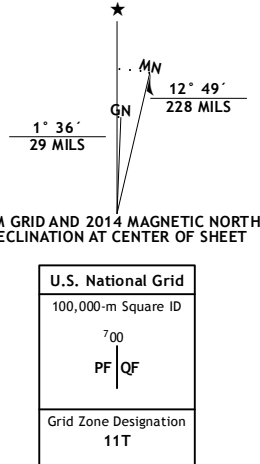 ★
MN
GN
12° 49´
228 MILS
1° 36´
29 MILS
M GRID AND 2014 MAGNETIC NORTH
ECLINATION AT CENTER OF SHEET
U.S. National Grid
100,000-m Square ID
⁷00
PF QF
Grid Zone Designation
11T